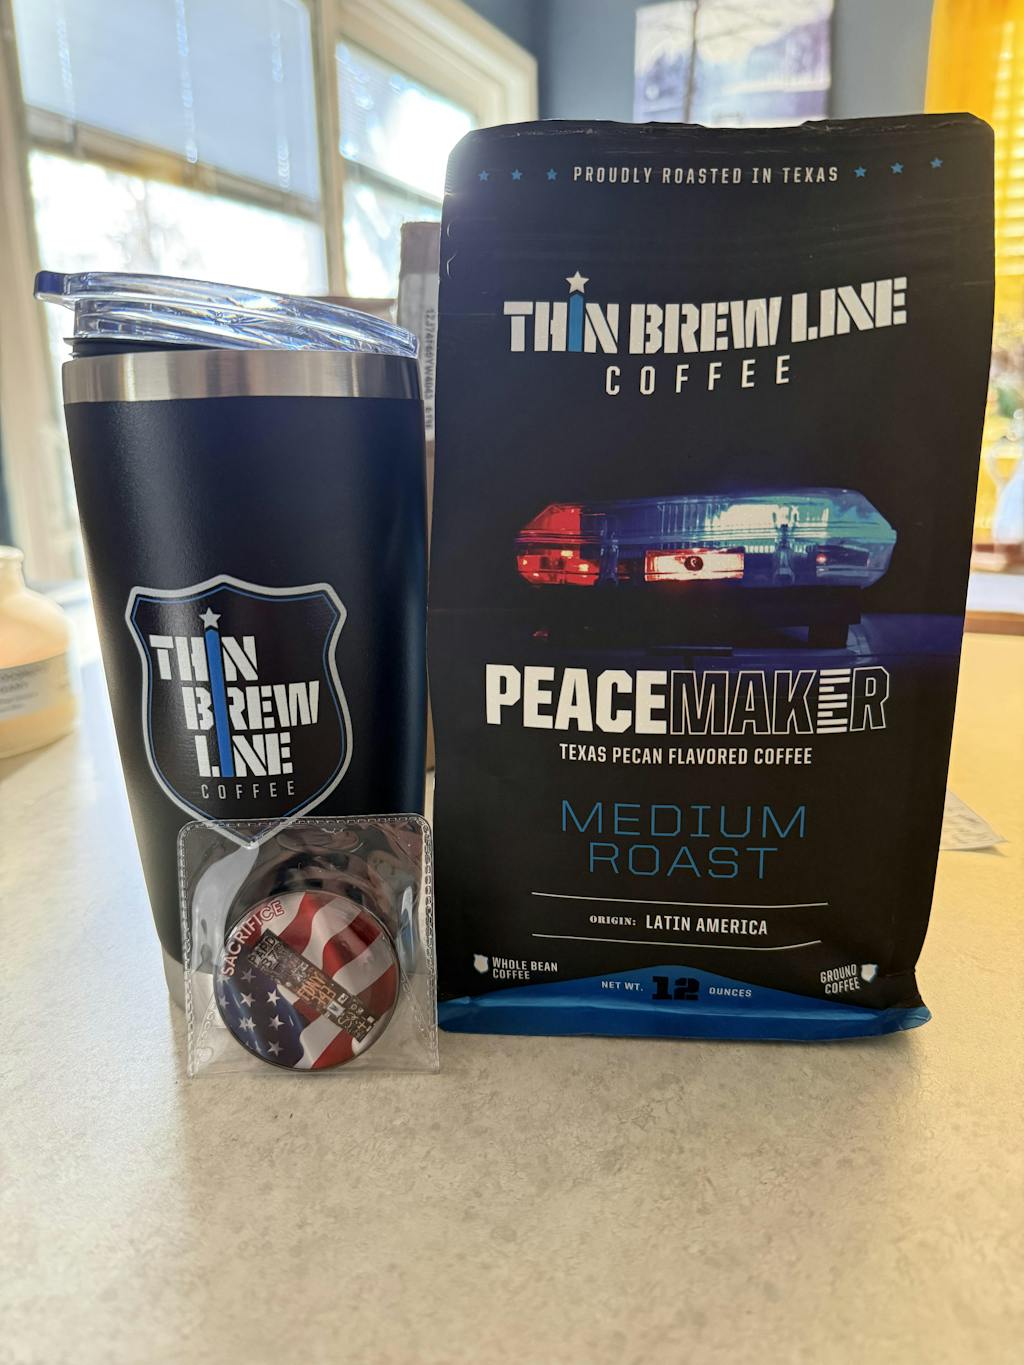 ★ ★ ★ PROUDLY ROASTED IN TEXAS ★ ★ ★
THIN BREW LINE
COFFEE
PEACEMAKER
TEXAS PECAN FLAVORED COFFEE
MEDIUM
ROAST
ORIGIN: LATIN AMERICA
WHOLE BEAN
COFFEE
NET WT. 12 OUNCES
GROUND
COFFEE
THIN
BREW
LINE
COFFEE
SACRIFICE